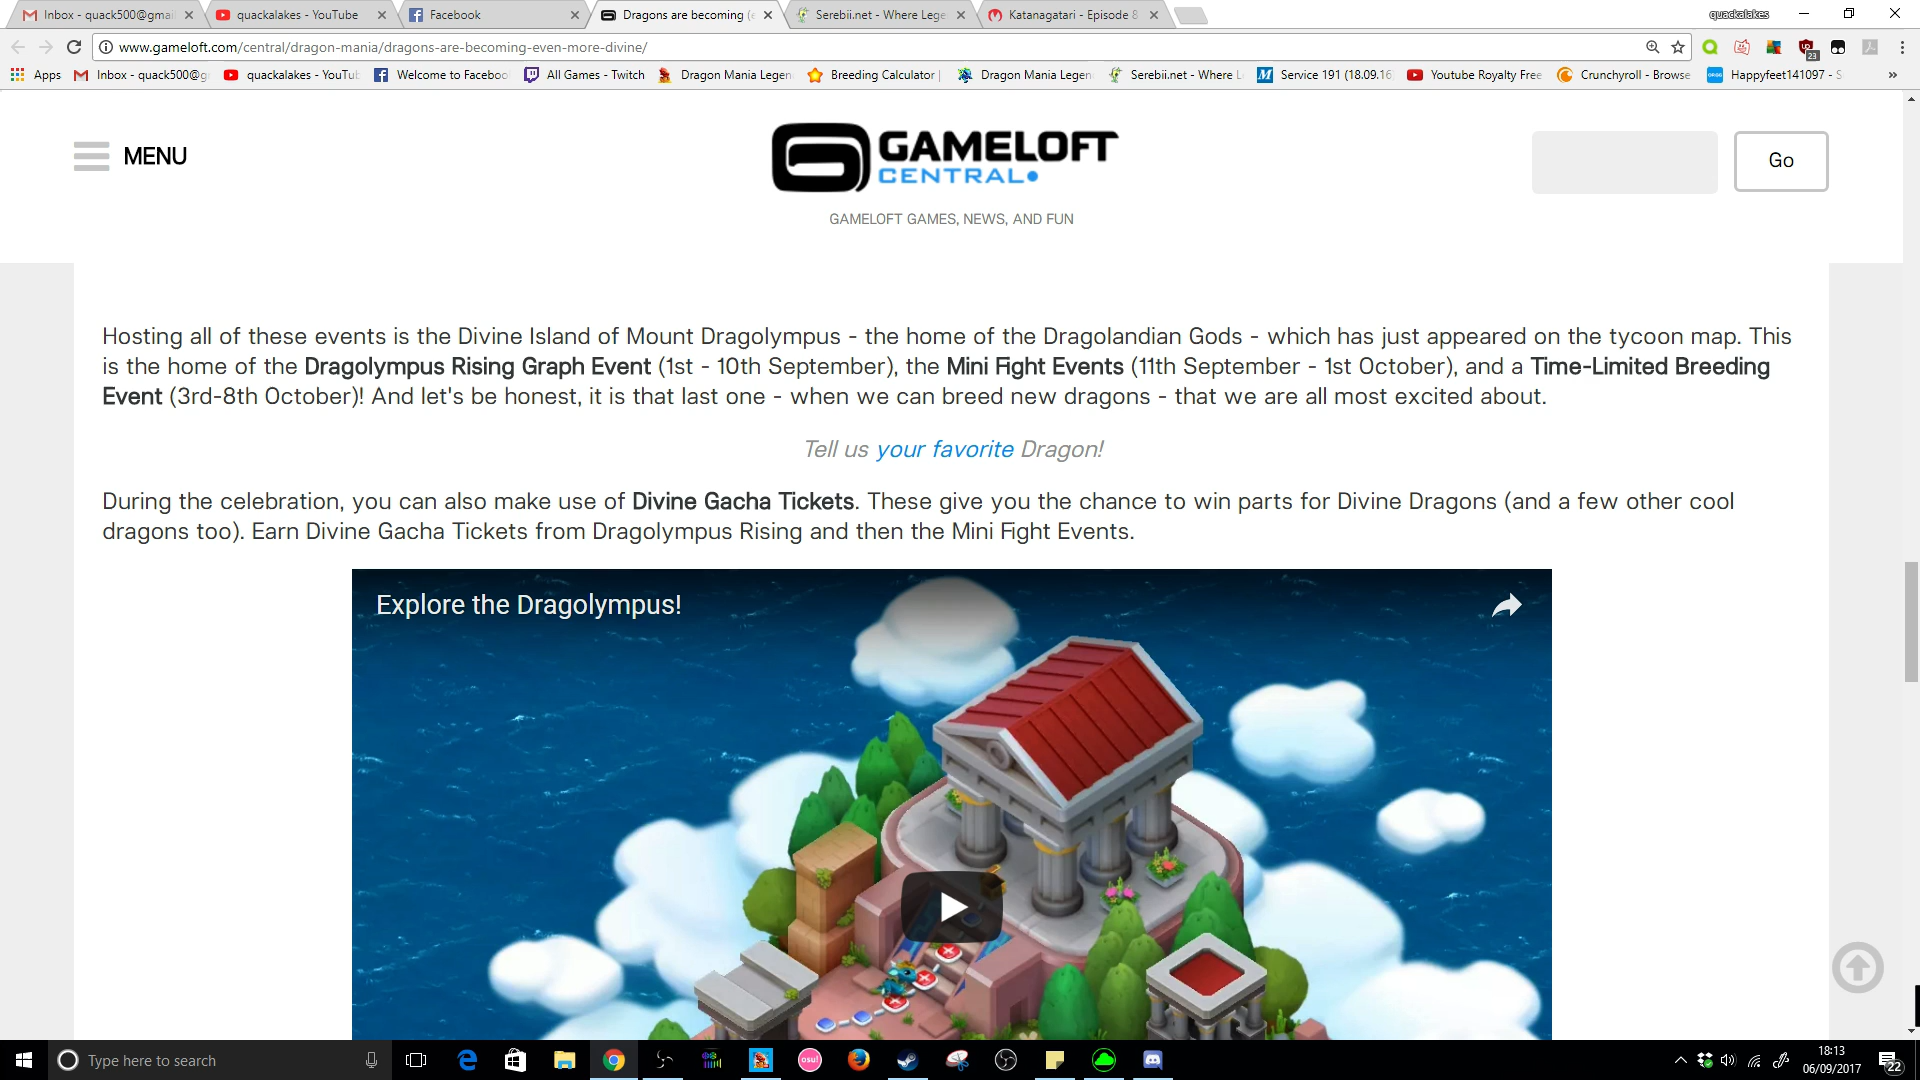 Inbox - quack500@gmai
quackalakes - YouTube
Facebook
Dragons are becoming (e
Serebii.net - Where Lege
Katanagatari - Episode 8
quackalakes
www.gameloft.com/central/dragon-mania/dragons-are-becoming-even-more-divine/
23
Apps
Inbox - quack500@g
quackalakes - YouTu
Welcome to Faceboo
All Games - Twitch
Dragon Mania Legen
Breeding Calculator |
Dragon Mania Legen
Serebii.net - Where L
Service 191 (18.09.16
Youtube Royalty Free
Crunchyroll - Browse
Happyfeet141097 - S
»
MENU
GAMELOFT
CENTRAL
Go
GAMELOFT GAMES, NEWS, AND FUN
Hosting all of these events is the Divine Island of Mount Dragolympus - the home of the Dragolandian Gods - which has just appeared on the tycoon map. This
is the home of the Dragolympus Rising Graph Event (1st - 10th September), the Mini Fight Events (11th September - 1st October), and a Time-Limited Breeding
Event (3rd-8th October)! And let's be honest, it is that last one - when we can breed new dragons - that we are all most excited about.
Tell us your favorite Dragon!
During the celebration, you can also make use of Divine Gacha Tickets. These give you the chance to win parts for Divine Dragons (and a few other cool
dragons too). Earn Divine Gacha Tickets from Dragolympus Rising and then the Mini Fight Events.
Explore the Dragolympus!
Type here to search
osu!
18:13
06/09/2017
22